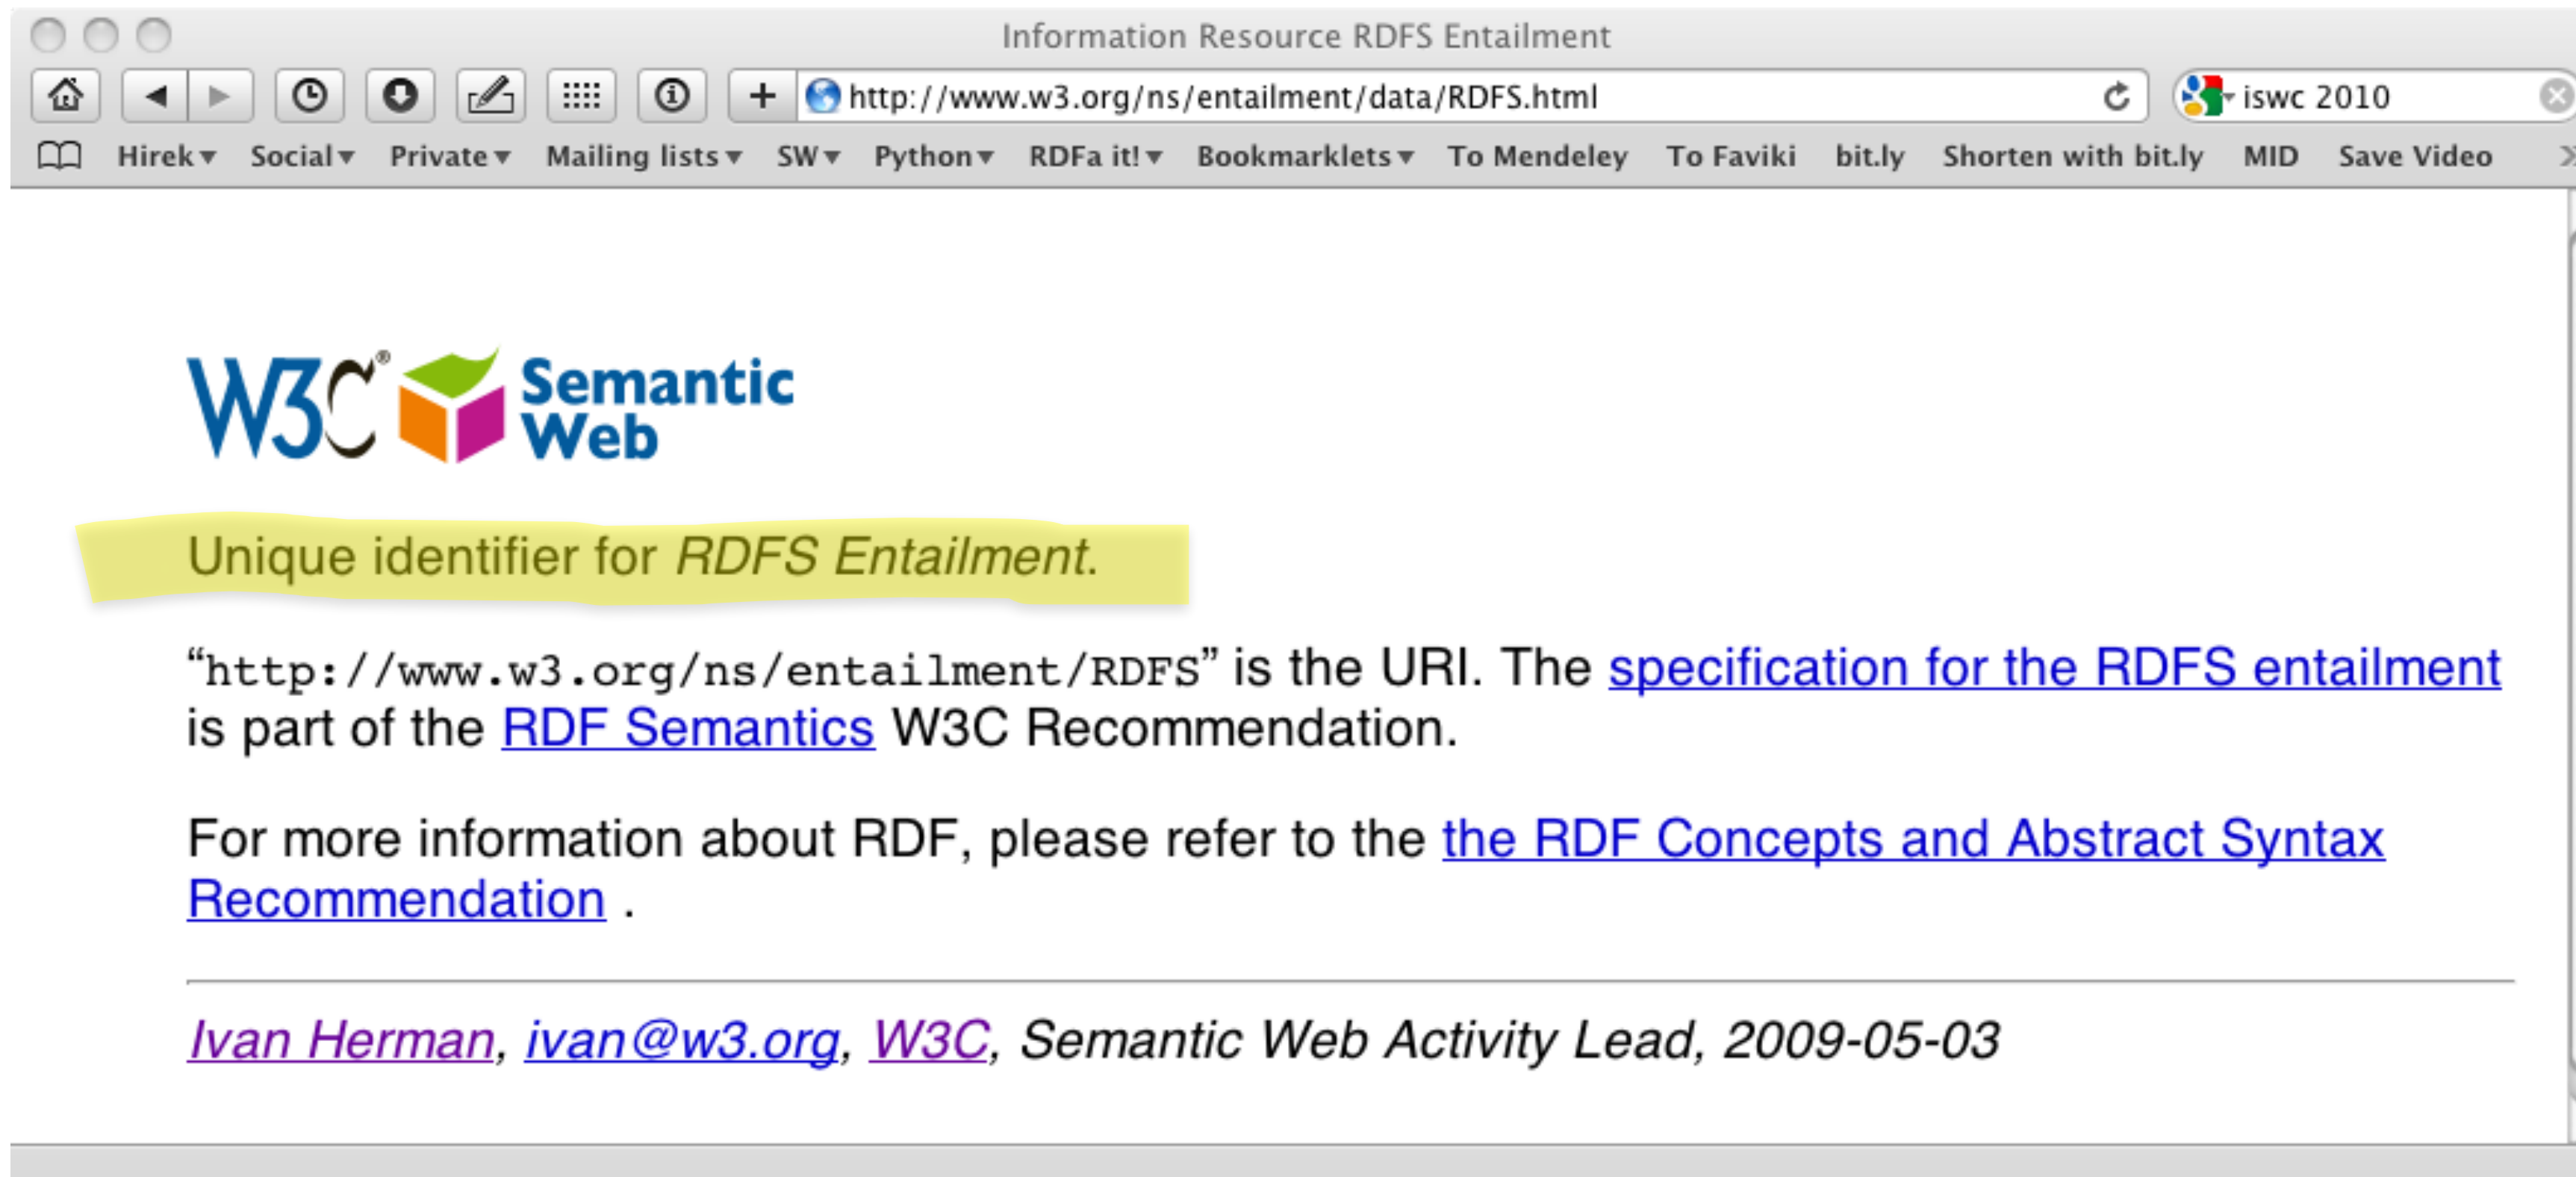 Information Resource RDFS Entailment
http://www.w3.org/ns/entailment/data/RDFS.html
iswc 2010
Hirek Social Private Mailing lists SW Python RDFa it! Bookmarklets To Mendeley To Faviki bit.ly Shorten with bit.ly MID Save Video
W3C® Semantic
Web
Unique identifier for RDFS Entailment.
“http://www.w3.org/ns/entailment/RDFS” is the URI. The specification for the RDFS entailment
is part of the RDF Semantics W3C Recommendation.
For more information about RDF, please refer to the the RDF Concepts and Abstract Syntax
Recommendation .
Ivan Herman, ivan@w3.org, W3C, Semantic Web Activity Lead, 2009-05-03